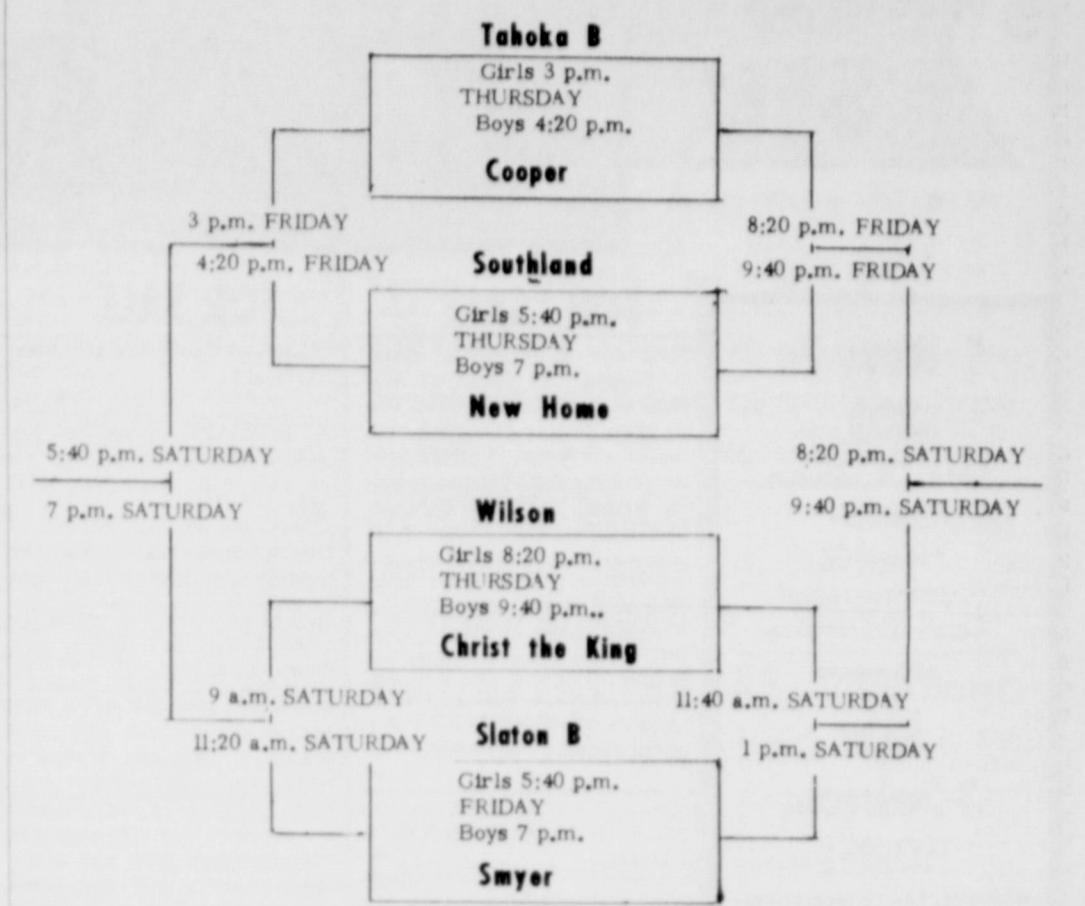 Tahoka B
Girls 3 p.m.
THURSDAY
Boys 4:20 p.m.
Cooper
3 p.m. FRIDAY
4:20 p.m. FRIDAY
8:20 p.m. FRIDAY
9:40 p.m. FRIDAY
Southland
Girls 5:40 p.m.
THURSDAY
Boys 7 p.m.
New Home
5:40 p.m. SATURDAY
7 p.m. SATURDAY
8:20 p.m. SATURDAY
9:40 p.m. SATURDAY
Wilson
Girls 8:20 p.m.
THURSDAY
Boys 9:40 p.m..
Christ the King
9 a.m. SATURDAY
11:20 a.m. SATURDAY
11:40 a.m. SATURDAY
1 p.m. SATURDAY
Slaton B
Girls 5:40 p.m.
FRIDAY
Boys 7 p.m.
Smyer